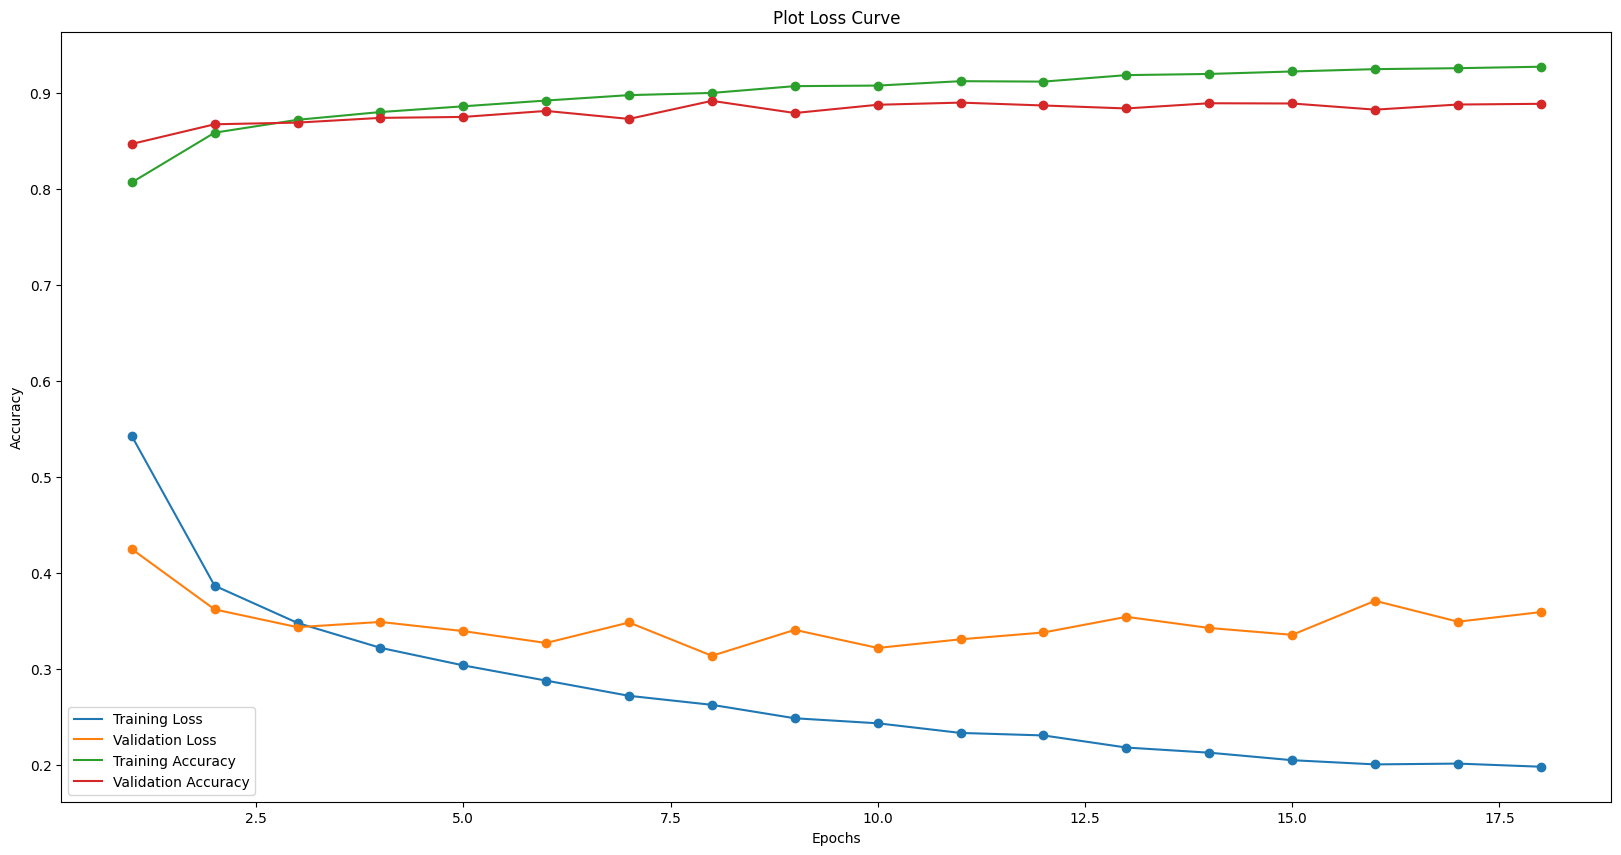 Plot Loss Curve
Accuracy
0.9
0.8
0.7
0.6
0.5
0.4
0.3
0.2
Training Loss
Validation Loss
Training Accuracy
Validation Accuracy
2.5 5.0 7.5 10.0 12.5 15.0 17.5
Epochs